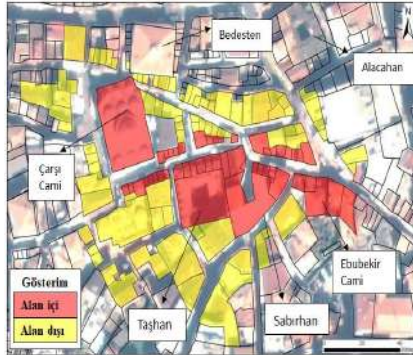 N
Bedesten
Alacahan
Çarşı
Cami
Gösterim
Alan içi
Alan dışı
Taşhan
Sabırhan
Ebubekir
Cami